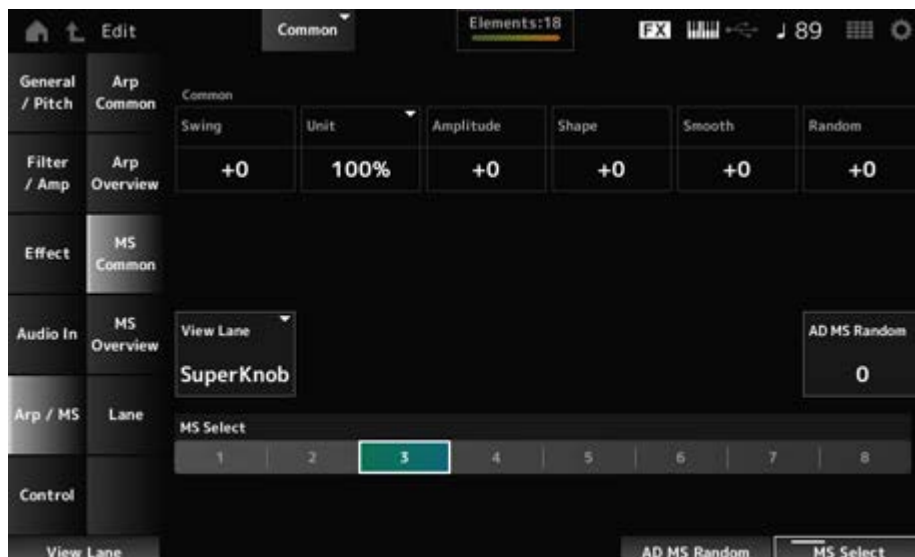 Edit
Common
Elements:18
FX
♩ 89
General
/ Pitch
Arp
Common
Common
Swing
Unit
Amplitude
Shape
Smooth
Random
+0
100%
+0
+0
+0
+0
Filter
/ Amp
Arp
Overview
Effect
MS
Common
Audio In
MS
Overview
View Lane
SuperKnob
AD MS Random
0
Arp / MS
Lane
MS Select
1 2 3 4 5 6 7 8
Control
View Lane
AD MS Random
MS Select